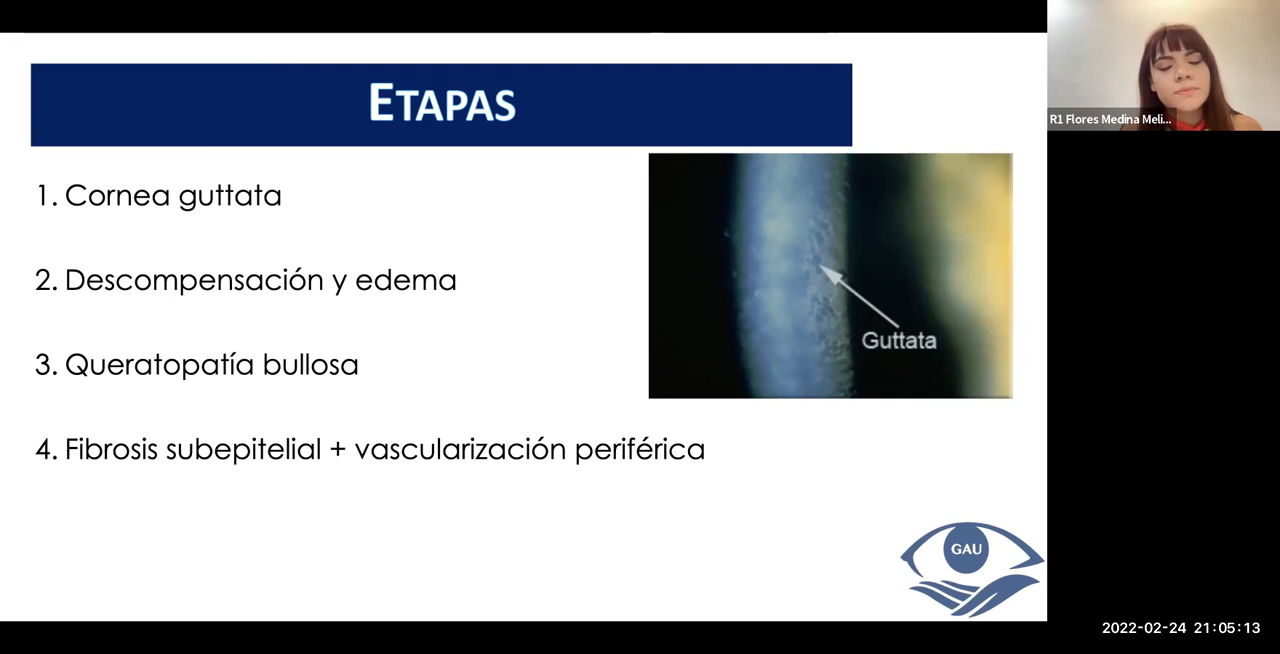 ETAPAS
R1 Flores Medina Meli...
1. Cornea guttata
2. Descompensación y edema
Guttata
3. Queratopatía bullosa
4. Fibrosis subepitelial + vascularización periférica
GAU
2022-02-24 21:05:13